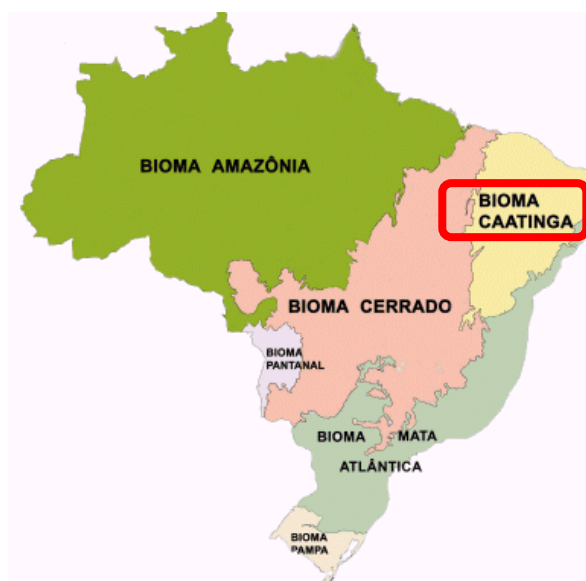 BIOMA AMAZÔNIA
BIOMA
CAATINGA
BIOMA CERRADO
BIOMA
PANTANAL
BIOMA MATA
ATLÂNTICA
BIOMA
PAMPA